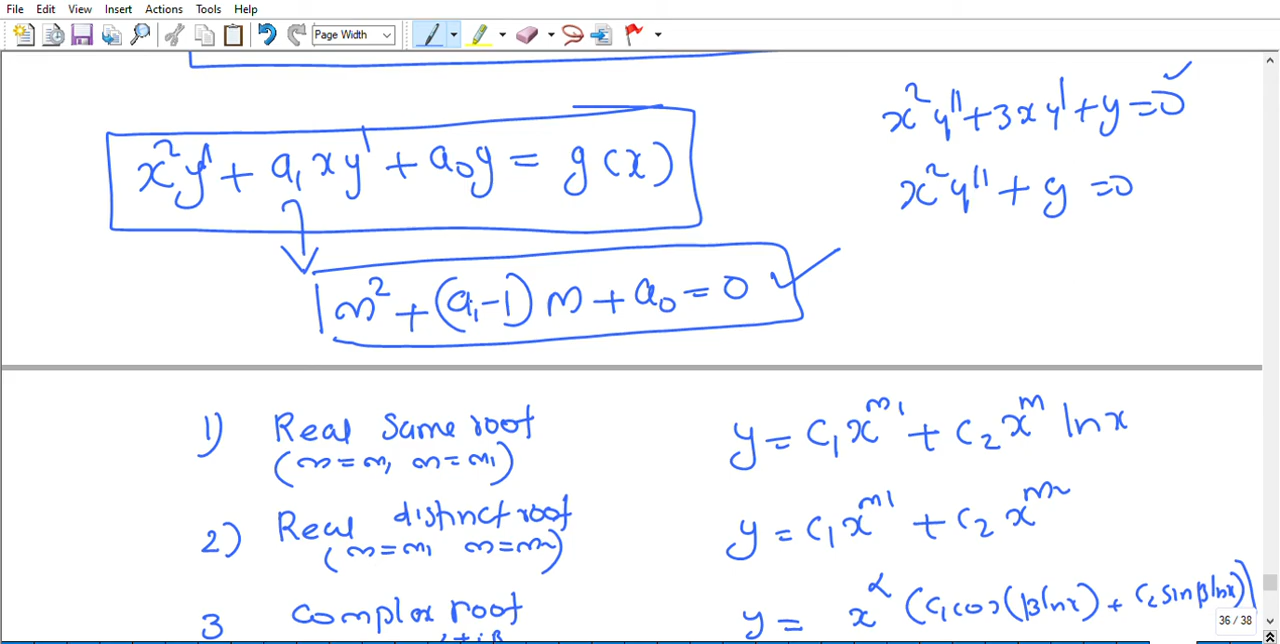 File Edit View Insert Actions Tools Help
Page Width
x²y'' + 3xy' + y = 0
x²y'' + y = 0
x²y'' + a₁xy' + a₀y = g(x)
m² + (a₁-1)m + a₀ = 0
1) Real Same root y = c₁x^m₁ + c₂x^m lnx
(m=m₁ m=m₁)
2) Real distinct root y = c₁x^m₁ + c₂x^m₂
(m=m₁ m=m₂)
3 Complex root y = x^α (c₁cos(βlnx) + c₂sinβlnx)
+iβ
36 / 38